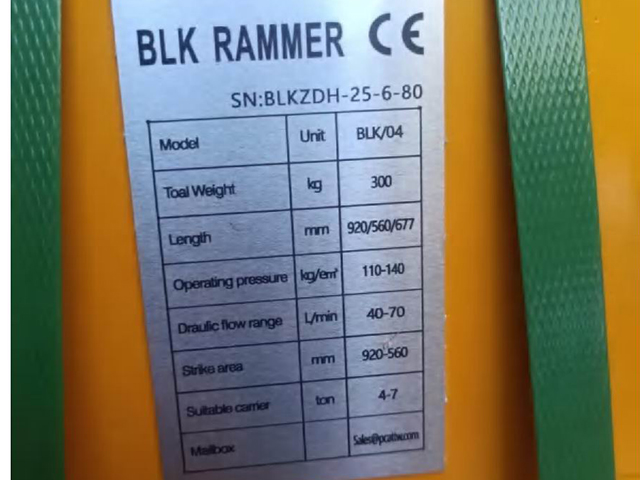 BLK RAMMER CE
SN:BLKZDH-25-6-80
Model Unit BLK/04
Toal Weight kg 300
Length mm 920/560/677
Operating pressure kg/em² 110-140
Draulic flow range L/min 40-70
Strike area mm 920-560
Suitable carrier ton 4-7
Mailbox